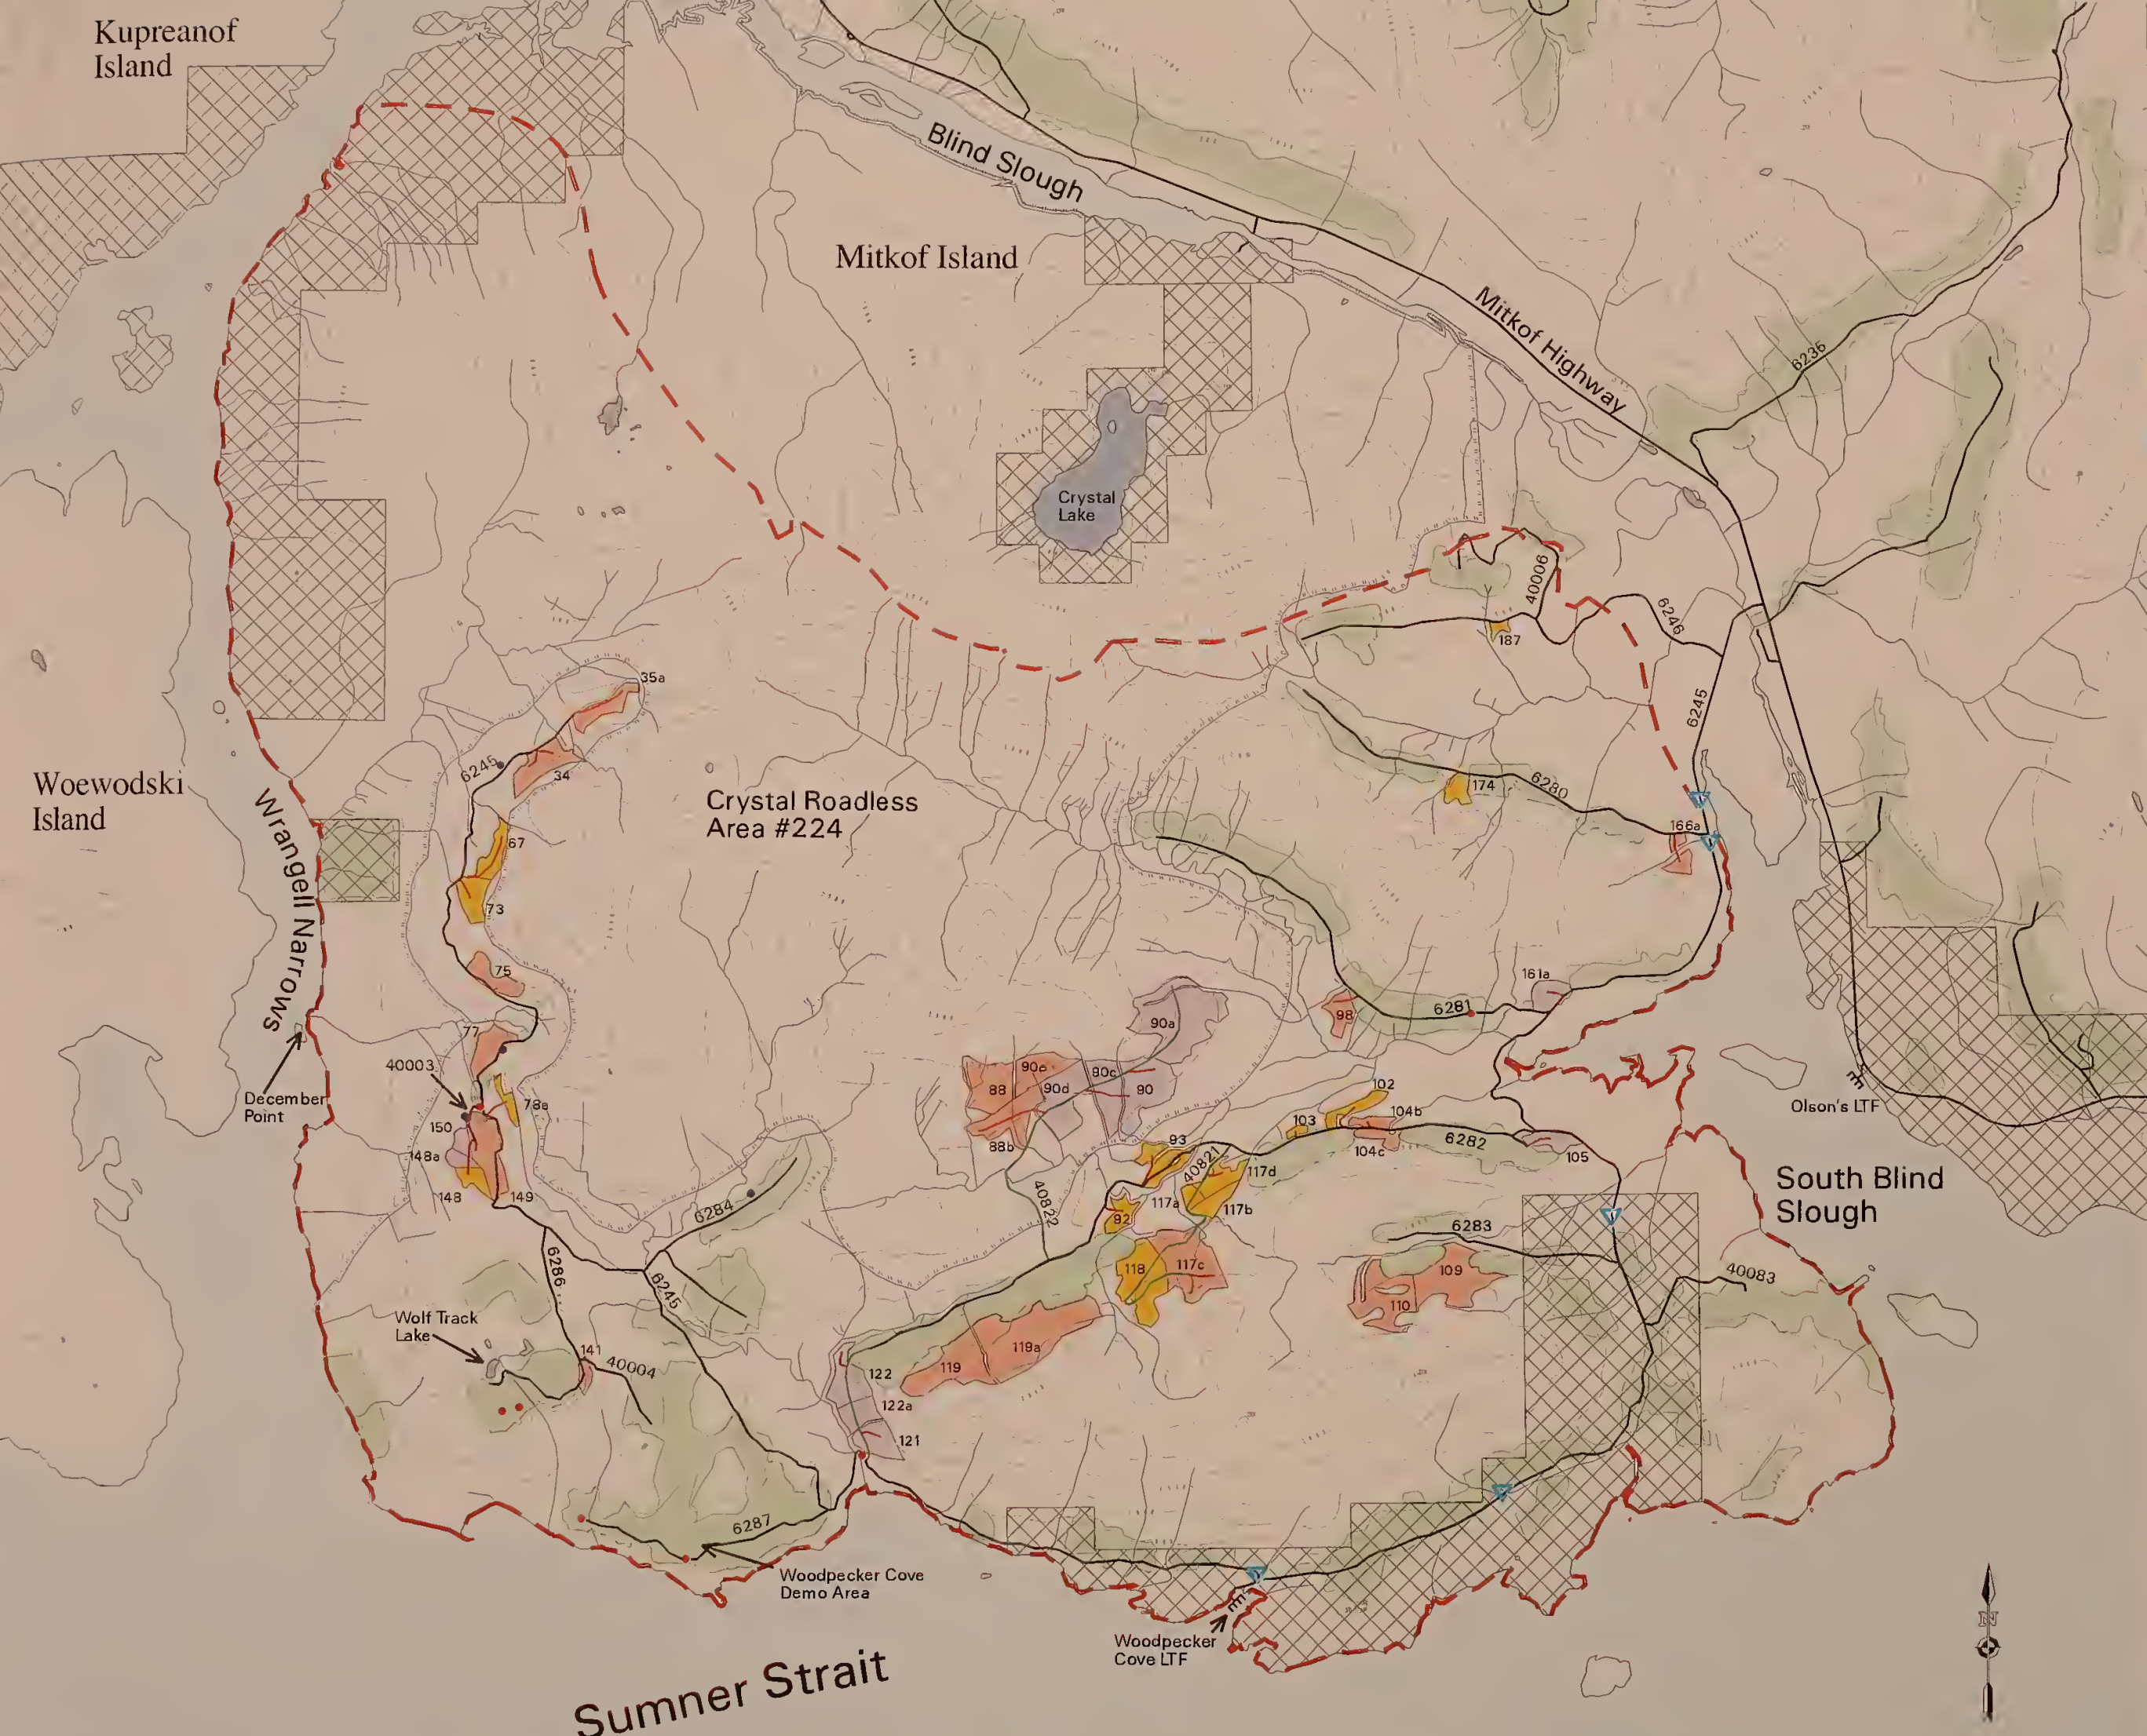 Kupreanof
Island
Blind Slough
Mitkof Island
Mitkof Highway
6235
Crystal
Lake
40006
6246
187
6245
35a
6245
34
Woewodski
Island
Crystal Roadless
Area #224
174
6280
166a
67
Wrangell Narrows
73
75
161a
98
6281
90a
77
40003
88
90e
90c
90d
90
December
Point
78a
102
Olson's LTF
150
103
104b
88b
93
6282
104c
105
148a
40821
117d
South Blind
Slough
148
149
6284
40822
117a
92
117b
6283
6286
6245
118
117c
109
40083
110
Wolf Track
Lake
141
40004
119a
119
122
122a
121
6287
Woodpecker Cove
Demo Area
Woodpecker
Cove LTF
N
Sumner Strait